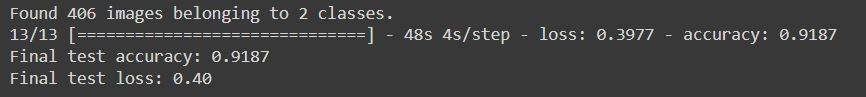 Found 406 images belonging to 2 classes.
13/13 [==============================] - 48s 4s/step - loss: 0.3977 - accuracy: 0.9187
Final test accuracy: 0.9187
Final test loss: 0.40